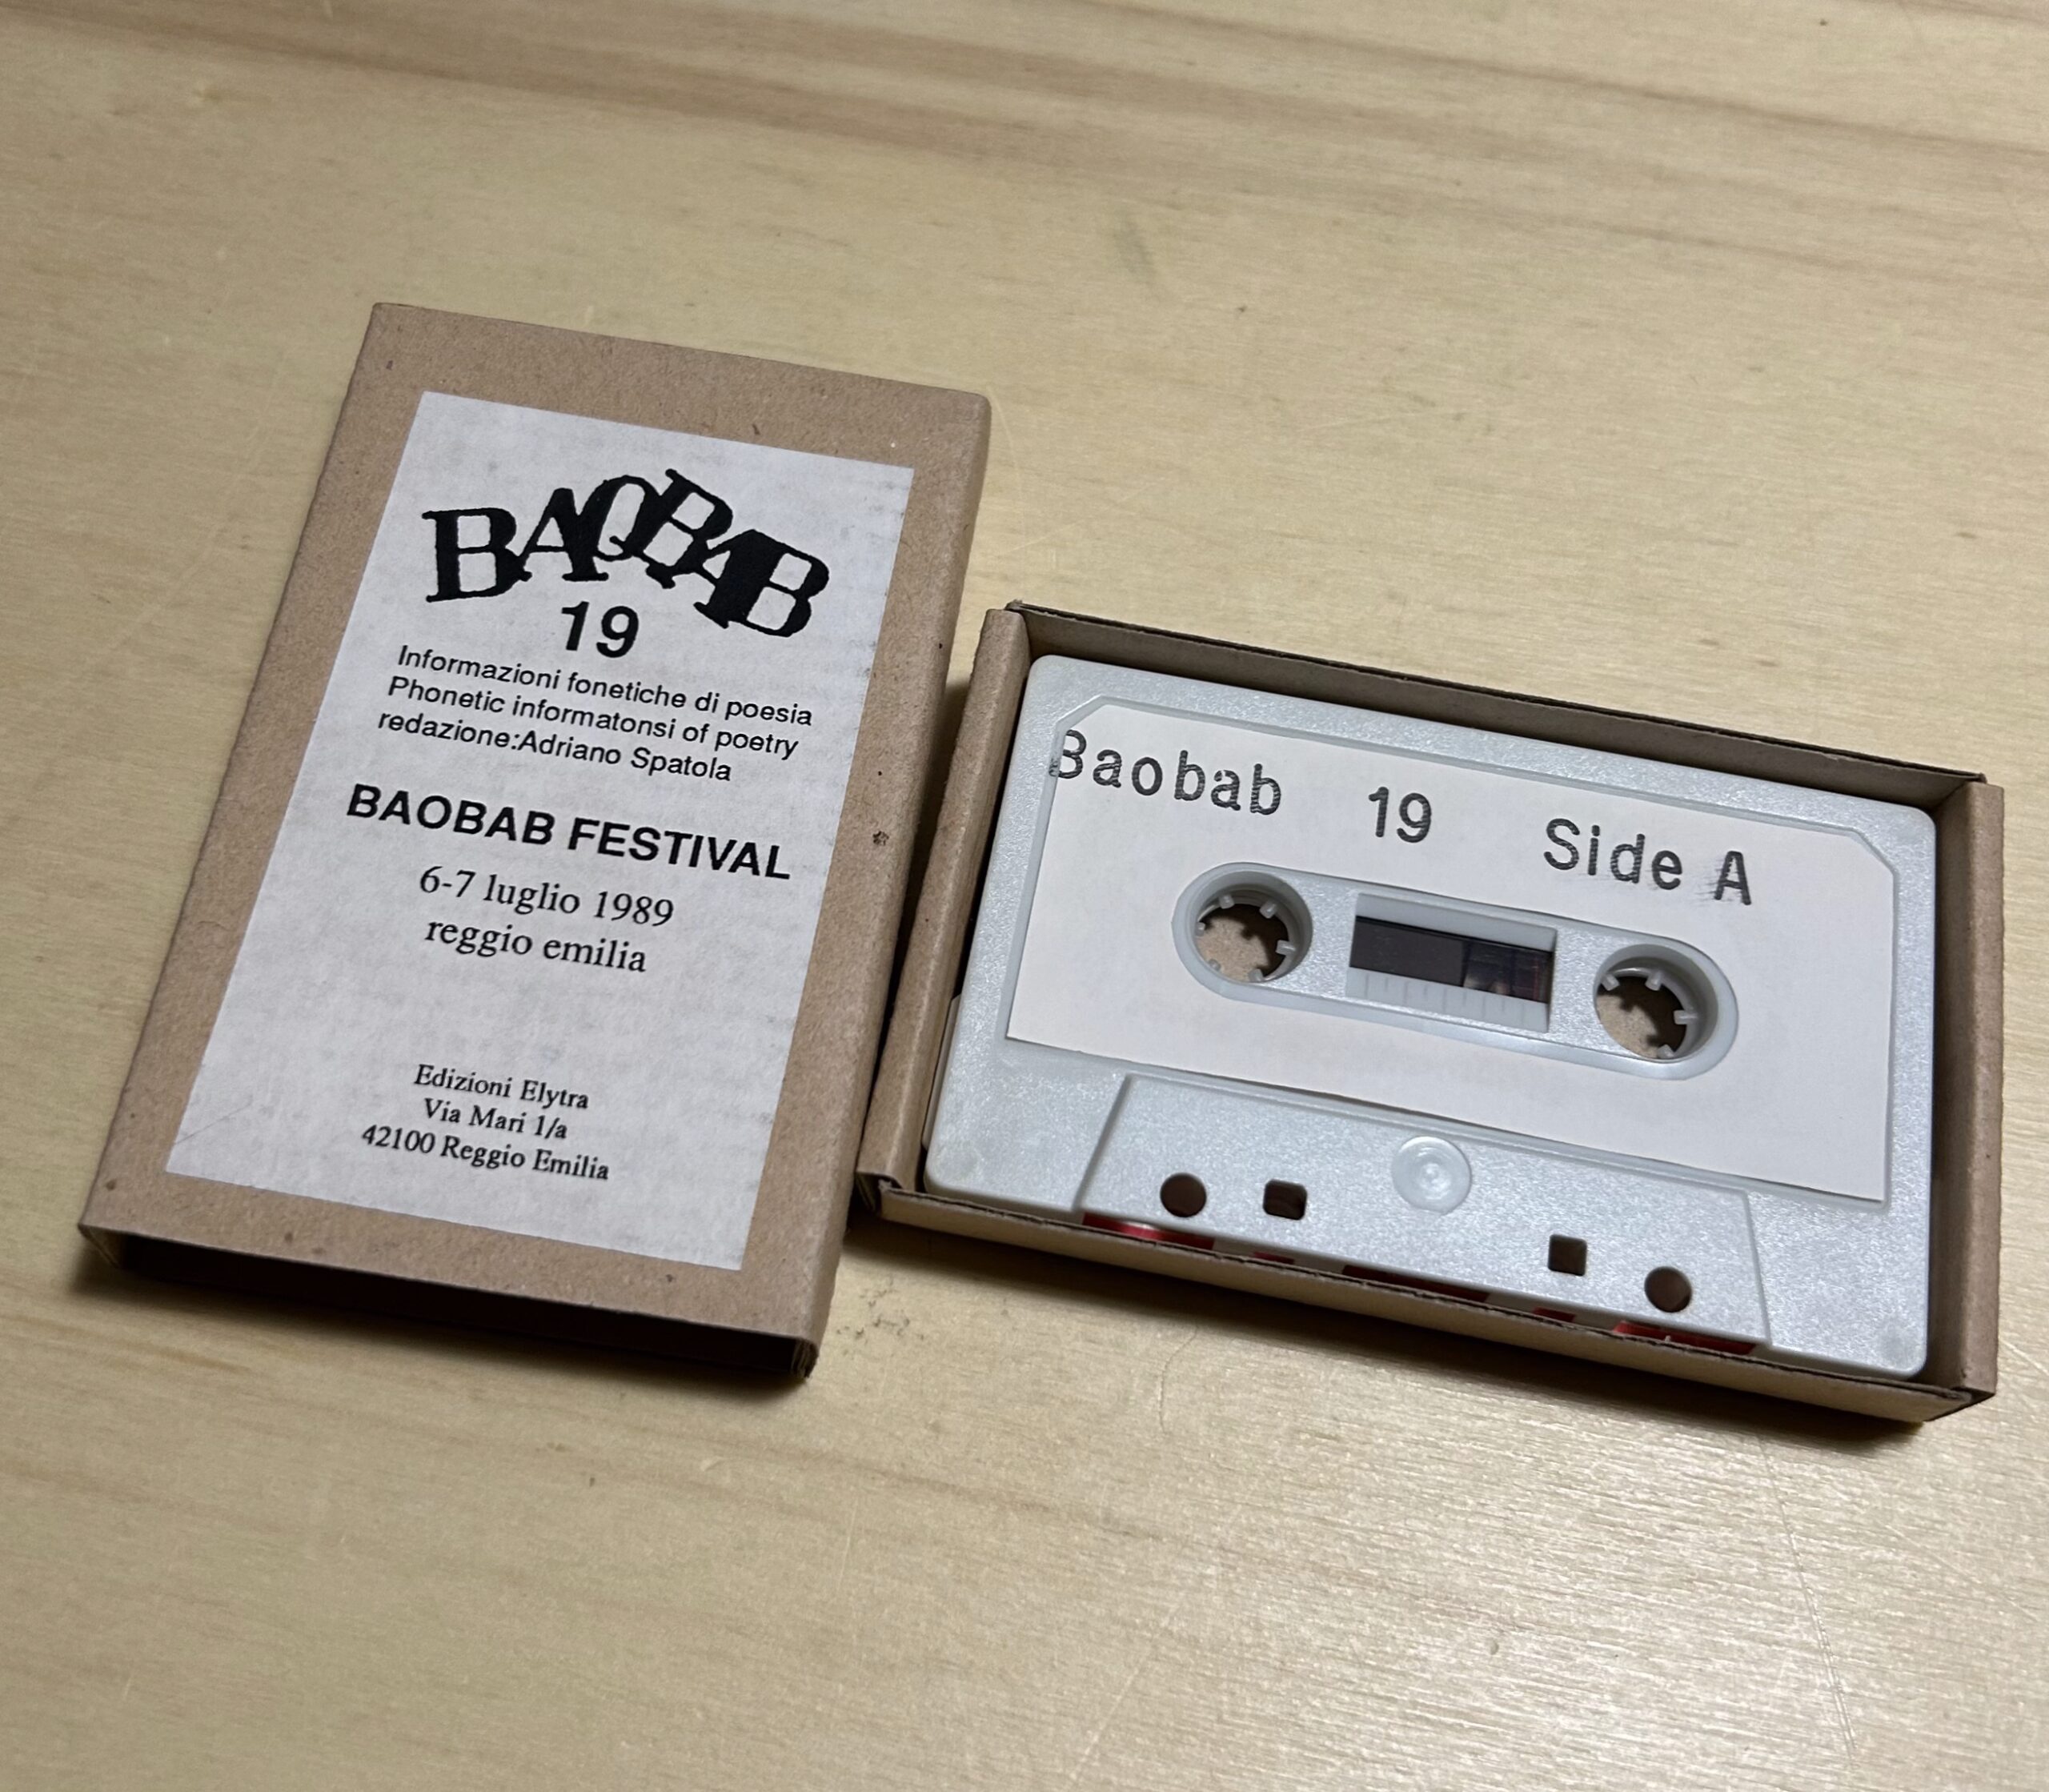 BAOBAB
19
Informazioni fonetiche di poesia
Phonetic informatonsi of poetry
redazione:Adriano Spatola
BAOBAB FESTIVAL
6-7 luglio 1989
reggio emilia
Edizioni Elytra
Via Mari 1/a
42100 Reggio Emilia
Baobab 19 Side A